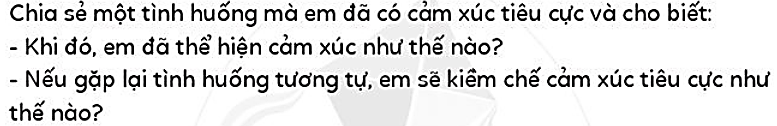 Chia sẻ một tình huống mà em đã có cảm xúc tiêu cực và cho biết:
- Khi đó, em đã thể hiện cảm xúc như thế nào?
- Nếu gặp lại tình huống tương tự, em sẽ kiềm chế cảm xúc tiêu cực như
thế nào?